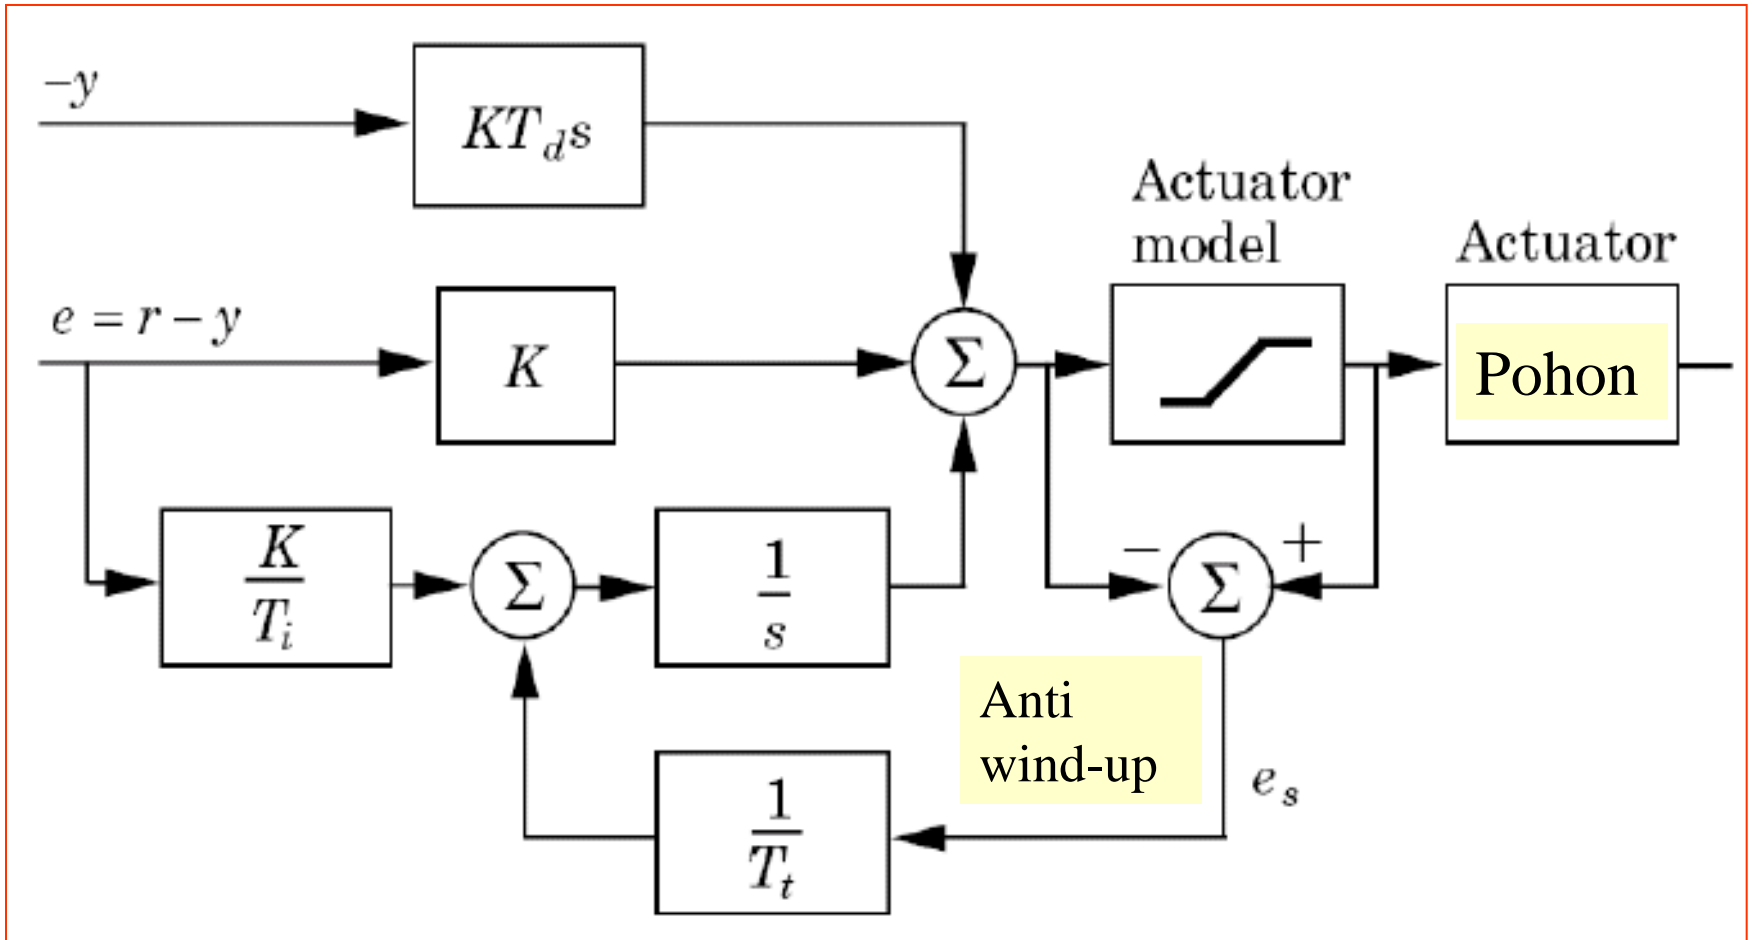 −y
KT_d s
Actuator
model
Actuator
e = r − y
K
Σ
Pohon
K
T_i
Σ
1
s
−
Σ
+
Anti
wind-up
e_s
1
T_t